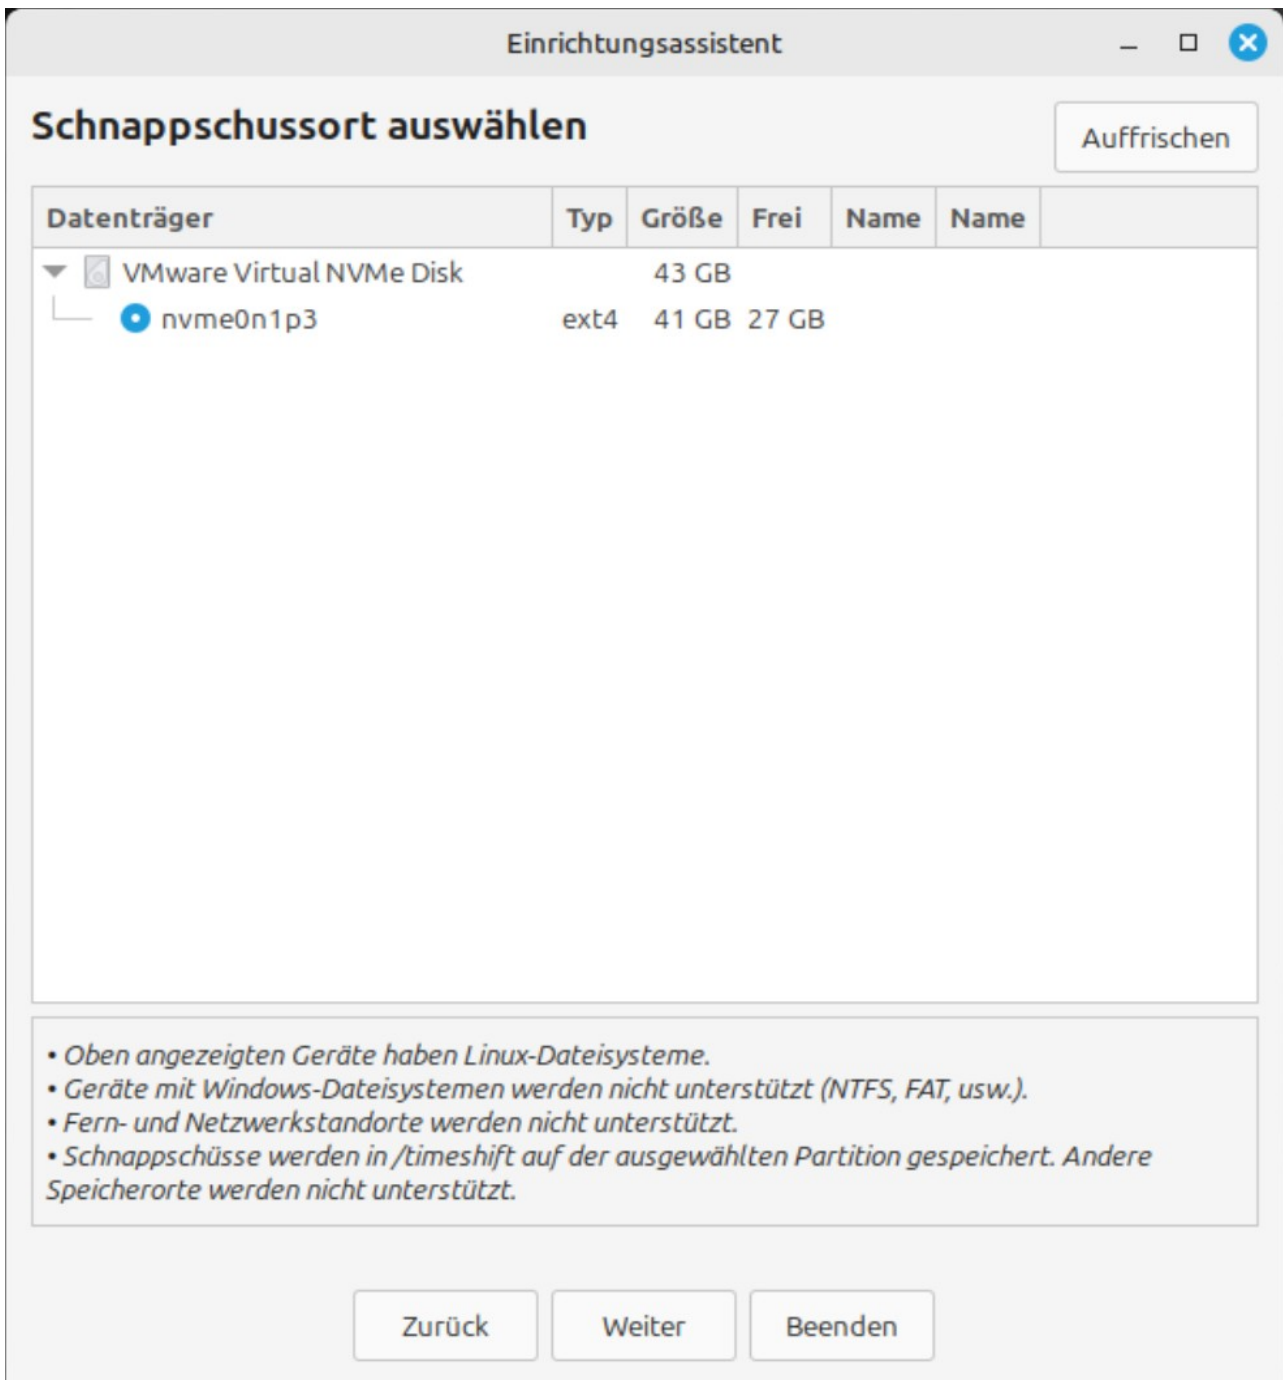 Einrichtungsassistent
Schnappschussort auswählen
Auffrischen
Datenträger Typ Größe Frei Name Name
VMware Virtual NVMe Disk 43 GB
nvme0n1p3 ext4 41 GB 27 GB
• Oben angezeigten Geräte haben Linux-Dateisysteme.
• Geräte mit Windows-Dateisystemen werden nicht unterstützt (NTFS, FAT, usw.).
• Fern- und Netzwerkstandorte werden nicht unterstützt.
• Schnappschüsse werden in /timeshift auf der ausgewählten Partition gespeichert. Andere
Speicherorte werden nicht unterstützt.
Zurück Weiter Beenden